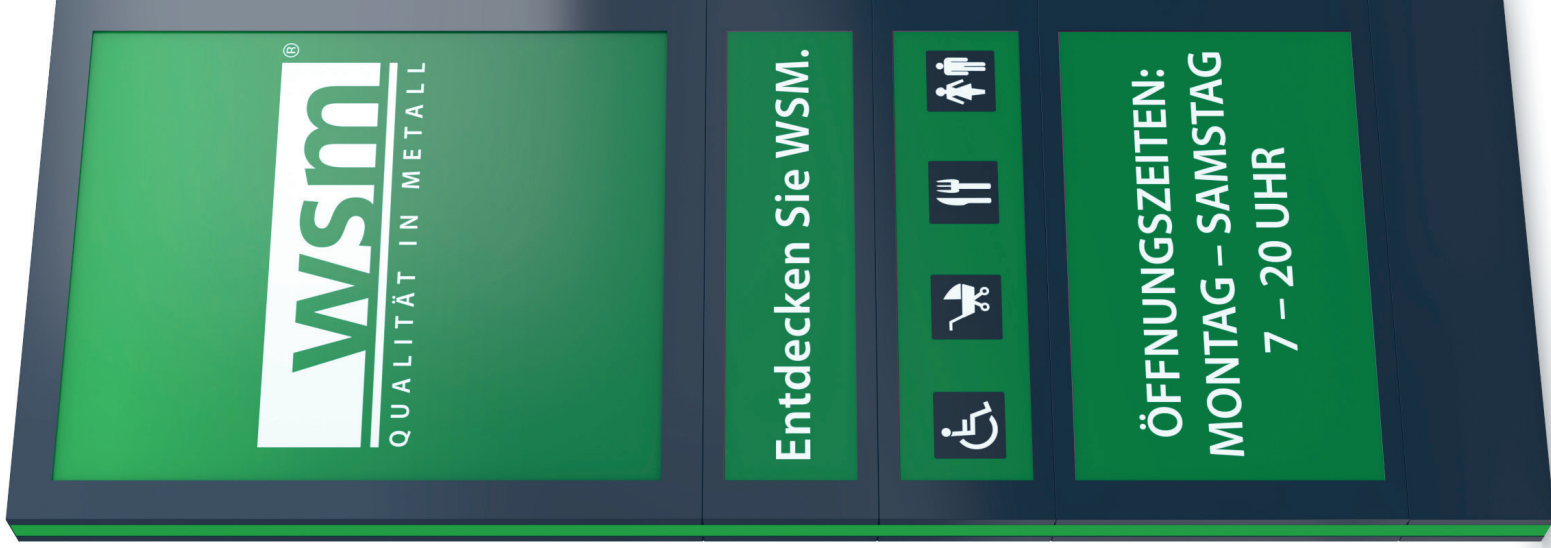 wsm®
QUALITÄT IN METALL
Entdecken Sie WSM.
ÖFFNUNGSZEITEN:
MONTAG – SAMSTAG
7 – 20 UHR